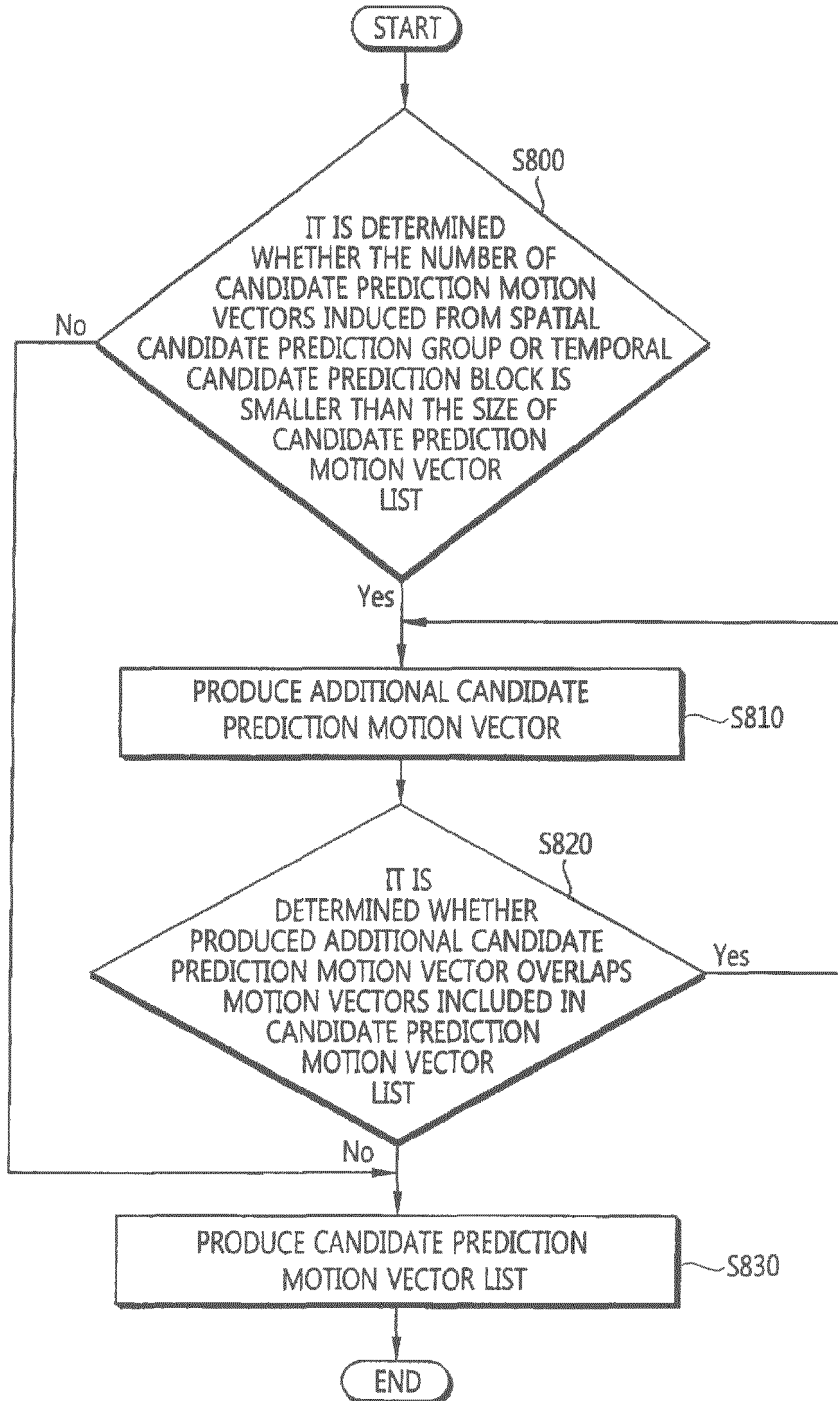 START
S800
IT IS DETERMINED
WHETHER THE NUMBER OF
CANDIDATE PREDICTION MOTION
VECTORS INDUCED FROM SPATIAL
CANDIDATE PREDICTION GROUP OR TEMPORAL
CANDIDATE PREDICTION BLOCK IS
SMALLER THAN THE SIZE OF
CANDIDATE PREDICTION
MOTION VECTOR
LIST
No
Yes
PRODUCE ADDITIONAL CANDIDATE
PREDICTION MOTION VECTOR
S810
S820
IT IS
DETERMINED WHETHER
PRODUCED ADDITIONAL CANDIDATE
PREDICTION MOTION VECTOR OVERLAPS
MOTION VECTORS INCLUDED IN
CANDIDATE PREDICTION
MOTION VECTOR
LIST
Yes
No
PRODUCE CANDIDATE PREDICTION
MOTION VECTOR LIST
S830
END